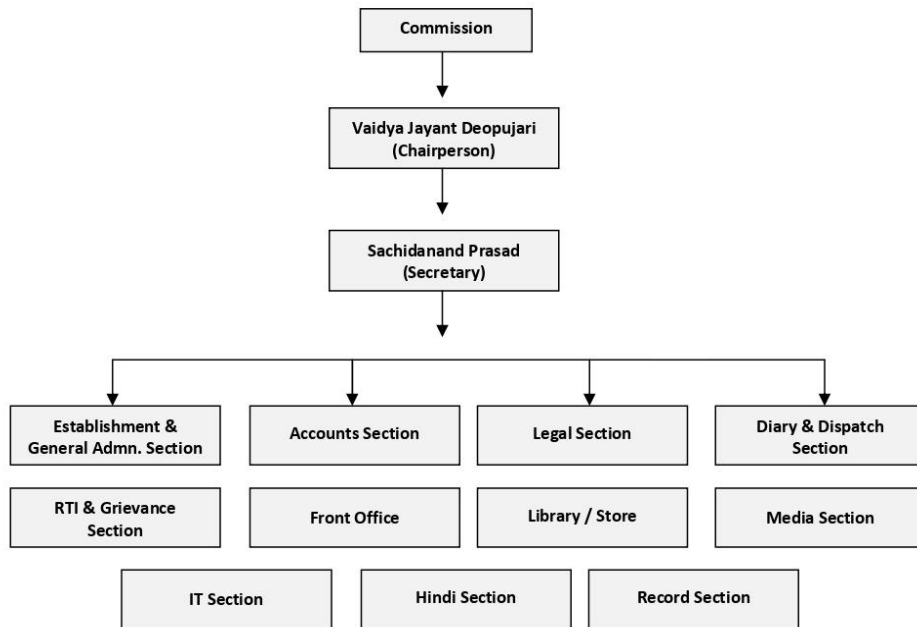 Commission
Vaidya Jayant Deopujari
(Chairperson)
Sachidanand Prasad
(Secretary)
Establishment &
General Admn. Section
Accounts Section
Legal Section
Diary & Dispatch
Section
RTI & Grievance
Section
Front Office
Library / Store
Media Section
IT Section
Hindi Section
Record Section